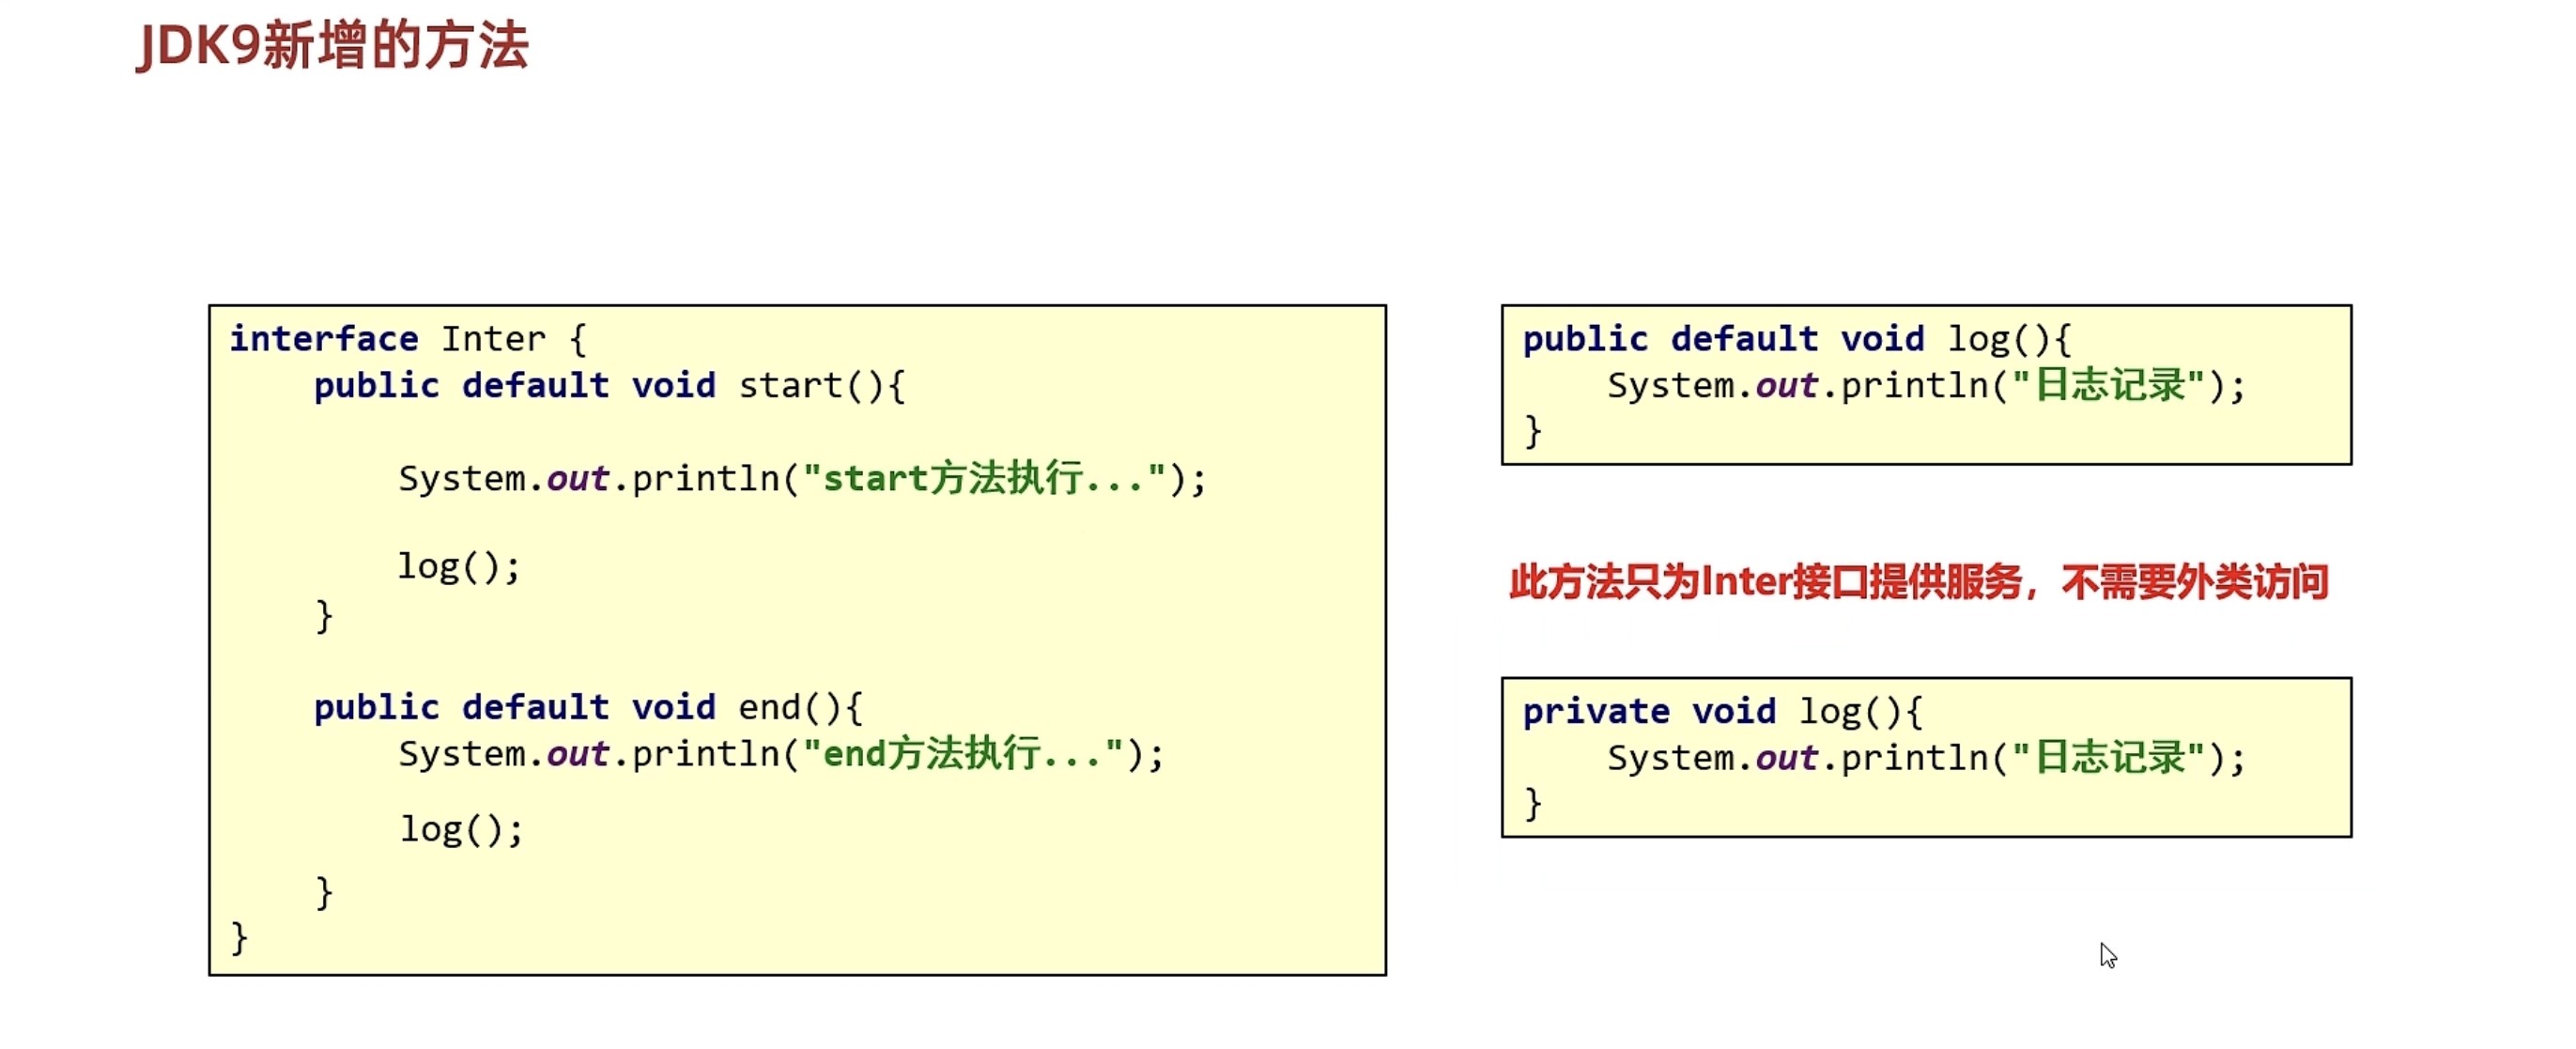 JDK9新增的方法
interface Inter {
public default void start(){
System.out.println("start方法执行...");
log();
}
public default void end(){
System.out.println("end方法执行...");
log();
}
}
public default void log(){
System.out.println("日志记录");
}
此方法只为Inter接口提供服务，不需要外类访问
private void log(){
System.out.println("日志记录");
}